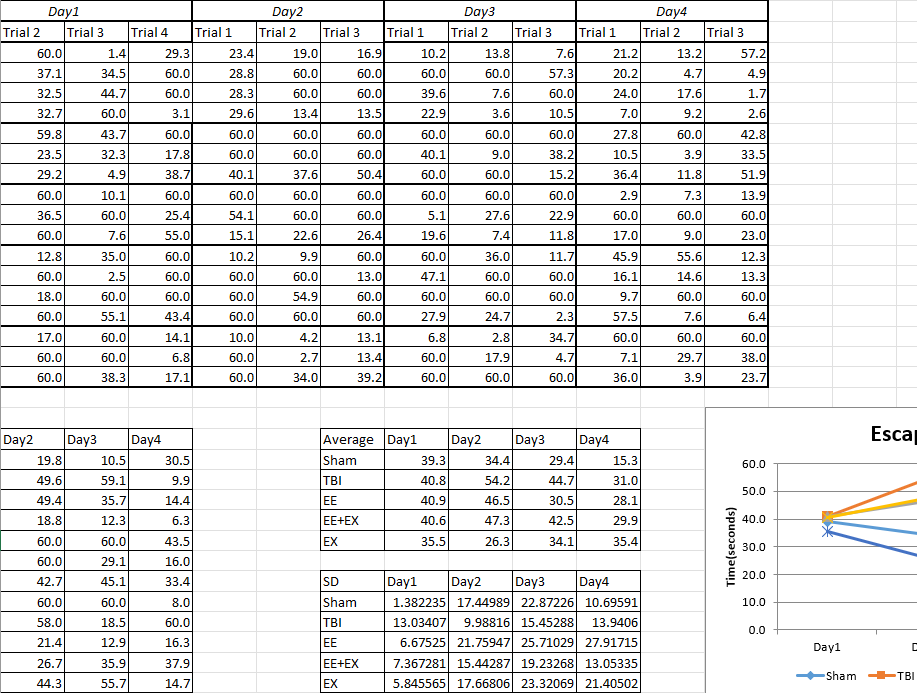 Day1 Day2 Day3 Day4
Trial 2 Trial 3 Trial 4 Trial 1 Trial 2 Trial 3 Trial 1 Trial 2 Trial 3 Trial 1 Trial 2 Trial 3
60.0 1.4 29.3 23.4 19.0 16.9 10.2 13.8 7.6 21.2 13.2 57.2
37.1 34.5 60.0 28.8 60.0 60.0 60.0 60.0 57.3 20.2 4.7 4.9
32.5 44.7 60.0 28.3 60.0 60.0 39.6 7.6 60.0 24.0 17.6 1.7
32.7 60.0 3.1 29.6 13.4 13.5 22.9 3.6 10.5 7.0 9.2 2.6
59.8 43.7 60.0 60.0 60.0 60.0 60.0 60.0 60.0 27.8 60.0 42.8
23.5 32.3 17.8 60.0 60.0 60.0 40.1 9.0 38.2 10.5 3.9 33.5
29.2 4.9 38.7 40.1 37.6 50.4 60.0 60.0 15.2 36.4 11.8 51.9
60.0 10.1 60.0 60.0 60.0 60.0 60.0 60.0 60.0 2.9 7.3 13.9
36.5 60.0 25.4 54.1 60.0 60.0 5.1 27.6 22.9 60.0 60.0 60.0
60.0 7.6 55.0 15.1 22.6 26.4 19.6 7.4 11.8 17.0 9.0 23.0
12.8 35.0 60.0 10.2 9.9 60.0 60.0 36.0 11.7 45.9 55.6 12.3
60.0 2.5 60.0 60.0 60.0 13.0 47.1 60.0 60.0 16.1 14.6 13.3
18.0 60.0 60.0 60.0 54.9 60.0 60.0 60.0 60.0 9.7 60.0 60.0
60.0 55.1 43.4 60.0 60.0 60.0 27.9 24.7 2.3 57.5 7.6 6.4
17.0 60.0 14.1 10.0 4.2 13.1 6.8 2.8 34.7 60.0 60.0 60.0
60.0 60.0 6.8 60.0 2.7 13.4 60.0 17.9 4.7 7.1 29.7 38.0
60.0 38.3 17.1 60.0 34.0 39.2 60.0 60.0 60.0 36.0 3.9 23.7
Day2 Day3 Day4
19.8 10.5 30.5
49.6 59.1 9.9
49.4 35.7 14.4
18.8 12.3 6.3
60.0 60.0 43.5
60.0 29.1 16.0
42.7 45.1 33.4
60.0 60.0 8.0
58.0 18.5 60.0
21.4 12.9 16.3
26.7 35.9 37.9
44.3 55.7 14.7
Average Day1 Day2 Day3 Day4
Sham 39.3 34.4 29.4 15.3
TBI 40.8 54.2 44.7 31.0
EE 40.9 46.5 30.5 28.1
EE+EX 40.6 47.3 42.5 29.9
EX 35.5 26.3 34.1 35.4
SD Day1 Day2 Day3 Day4
Sham 1.382235 17.44989 22.87226 10.69591
TBI 13.03407 9.98816 15.45288 13.9406
EE 6.67525 21.75947 25.71029 27.91715
EE+EX 7.367281 15.44287 19.23268 13.05335
EX 5.845565 17.66806 23.32069 21.40502
Escap
Time(seconds)
60.0
50.0
40.0
30.0
20.0
10.0
0.0
Day1 D
Sham TBI